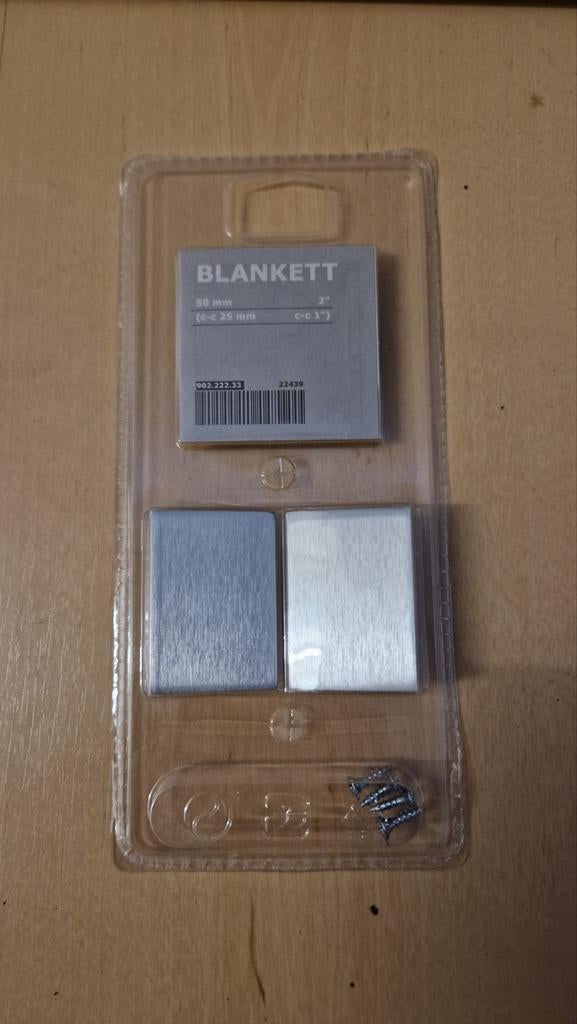 BLANKETT
50 mm 2"
(c-c 25 mm c-c 1")
902.222.33 22439